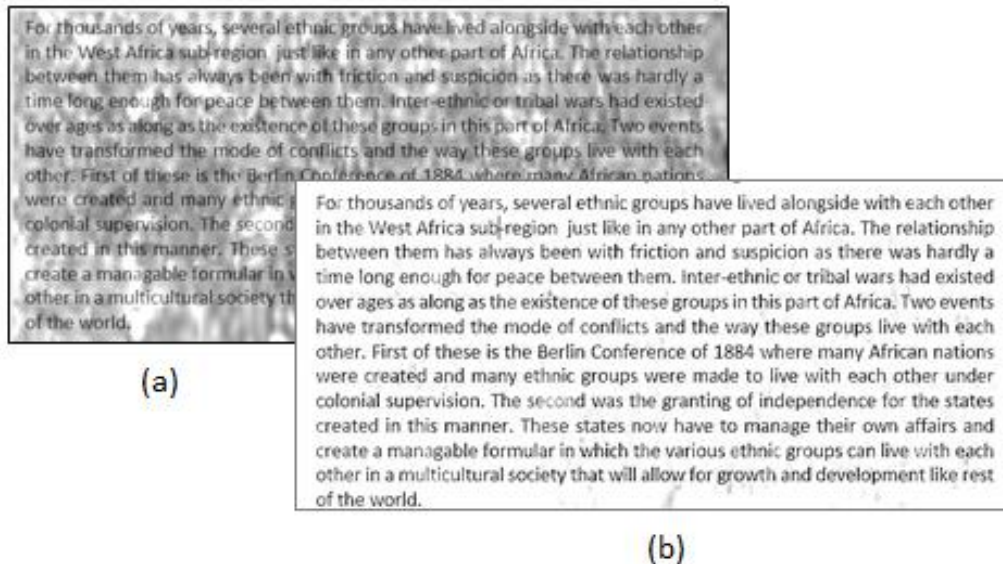 For thousands of years, several ethnic groups have lived alongside with each other
in the West Africa sub-region just like in any other part of Africa. The relationship
between them has always been with friction and suspicion as there was hardly a
time long enough for peace between them. Inter-ethnic or tribal wars had existed
over ages as along as the existence of these groups in this part of Africa. Two events
have transformed the mode of conflicts and the way these groups live with each
other. First of these is the Berlin Conference of 1884 where many African nations
were created and many ethnic g
colonial supervision. The second
created in this manner. These s
create a managable formular in w
other in a multicultural society th
of the world.
(a)
For thousands of years, several ethnic groups have lived alongside with each other
in the West Africa sub-region just like in any other part of Africa. The relationship
between them has always been with friction and suspicion as there was hardly a
time long enough for peace between them. Inter-ethnic or tribal wars had existed
over ages as along as the existence of these groups in this part of Africa. Two events
have transformed the mode of conflicts and the way these groups live with each
other. First of these is the Berlin Conference of 1884 where many African nations
were created and many ethnic groups were made to live with each other under
colonial supervision. The second was the granting of independence for the states
created in this manner. These states now have to manage their own affairs and
create a managable formular in which the various ethnic groups can live with each
other in a multicultural society that will allow for growth and development like rest
of the world.
(b)